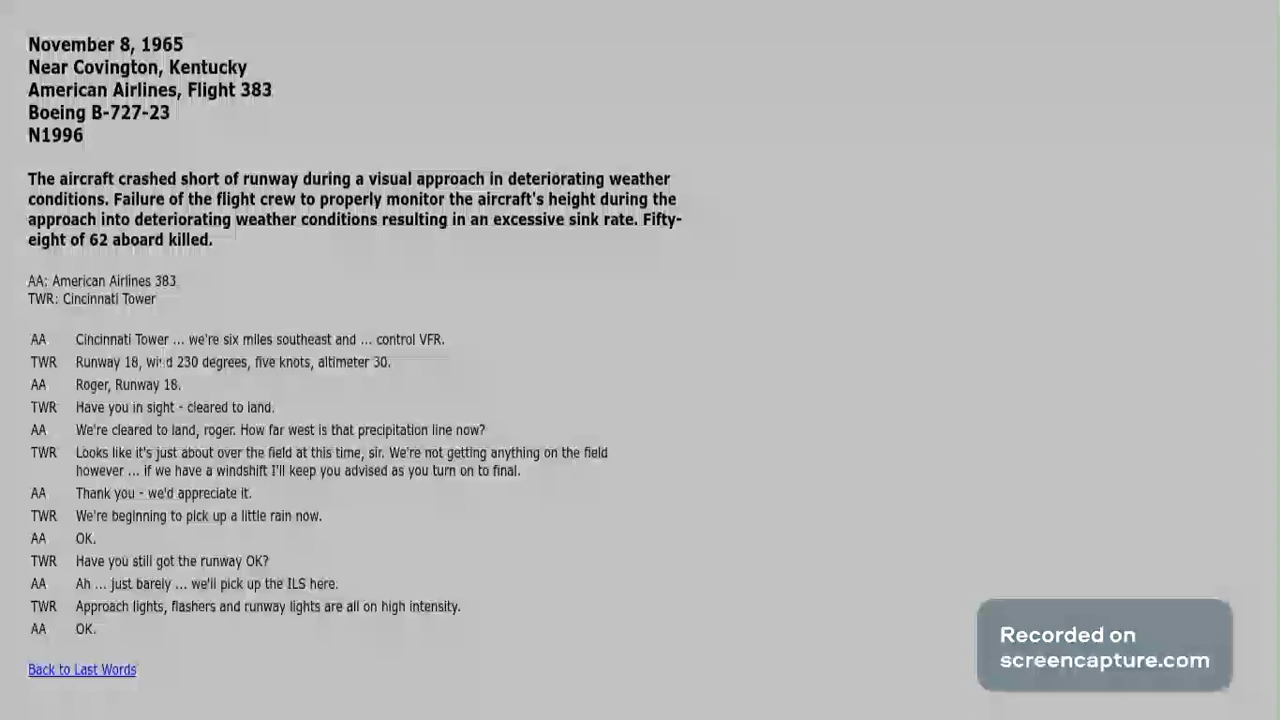 November 8, 1965
Near Covington, Kentucky
American Airlines, Flight 383
Boeing B-727-23
N1996
The aircraft crashed short of runway during a visual approach in deteriorating weather
conditions. Failure of the flight crew to properly monitor the aircraft's height during the
approach into deteriorating weather conditions resulting in an excessive sink rate. Fifty-
eight of 62 aboard killed.
AA: American Airlines 383
TWR: Cincinnati Tower
AA Cincinnati Tower ... we're six miles southeast and ... control VFR.
TWR Runway 18, wind 230 degrees, five knots, altimeter 30.
AA Roger, Runway 18.
TWR Have you in sight - cleared to land.
AA We're cleared to land, roger. How far west is that precipitation line now?
TWR Looks like it's just about over the field at this time, sir. We're not getting anything on the field
however ... if we have a windshift I'll keep you advised as you turn on to final.
AA Thank you - we'd appreciate it.
TWR We're beginning to pick up a little rain now.
AA OK.
TWR Have you still got the runway OK?
AA Ah ... just barely ... we'll pick up the ILS here.
TWR Approach lights, flashers and runway lights are all on high intensity.
AA OK.
Back to Last Words
Recorded on
screencapture.com